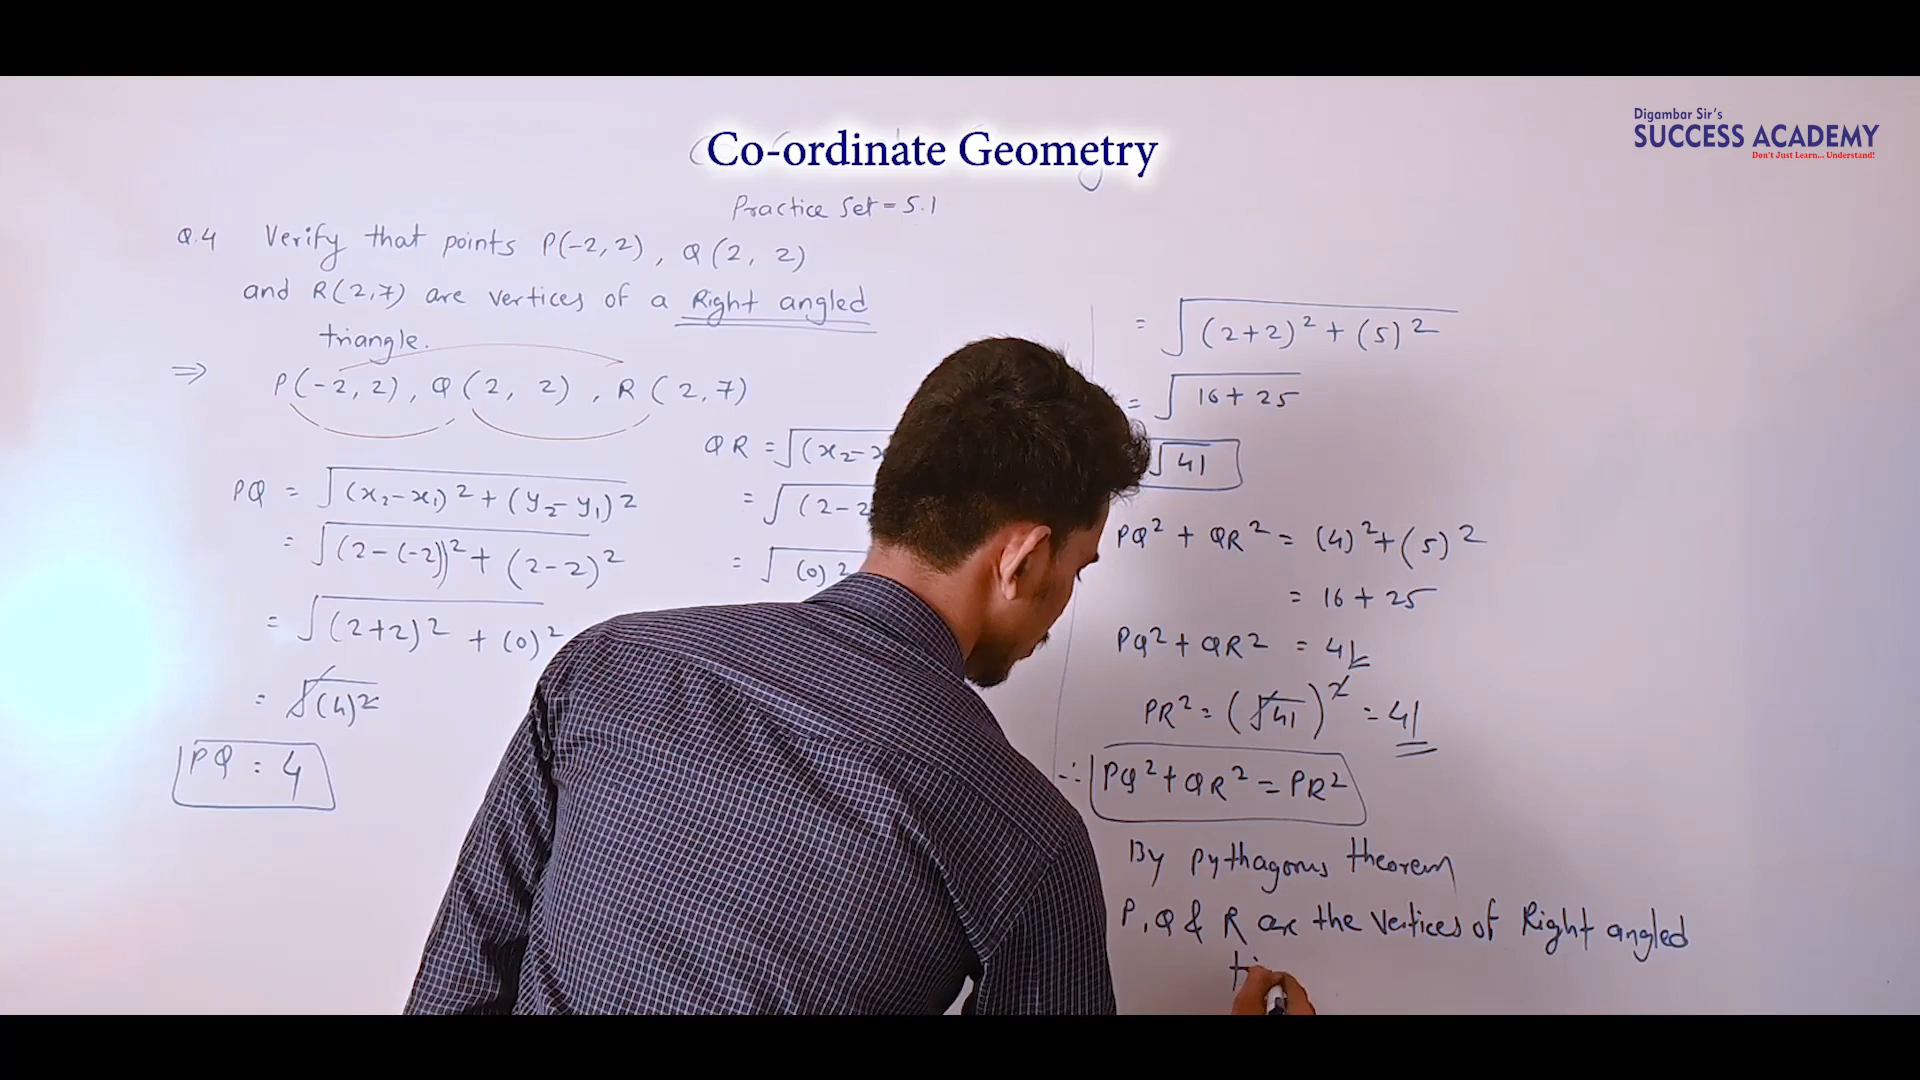 Digambar Sir's
SUCCESS ACADEMY
Don't Just Learn... Understand!
Co-ordinate Geometry
Practice Set = 5.1
Q.4 Verify that points P(-2,2), Q(2, 2)
and R(2,7) are vertices of a Right angled
triangle.
⇒ P(-2,2), Q(2, 2), R(2,7)
PQ = √(x₂-x₁)² + (y₂-y₁)²
= √(2-(-2))² + (2-2)²
= √(2+2)² + (0)²
= √(4)²
PQ = 4
QR = √(x₂-x
= √(2-2
= √(0)²
= √(2+2)² + (5)²
= √16+25
√41
PQ² + QR² = (4)² + (5)²
= 16 + 25
PQ² + QR² = 41
PR² = (√41)² = 41
∴ PQ² + QR² = PR²
By pythagorus theorem
P, Q & R are the vertices of Right angled